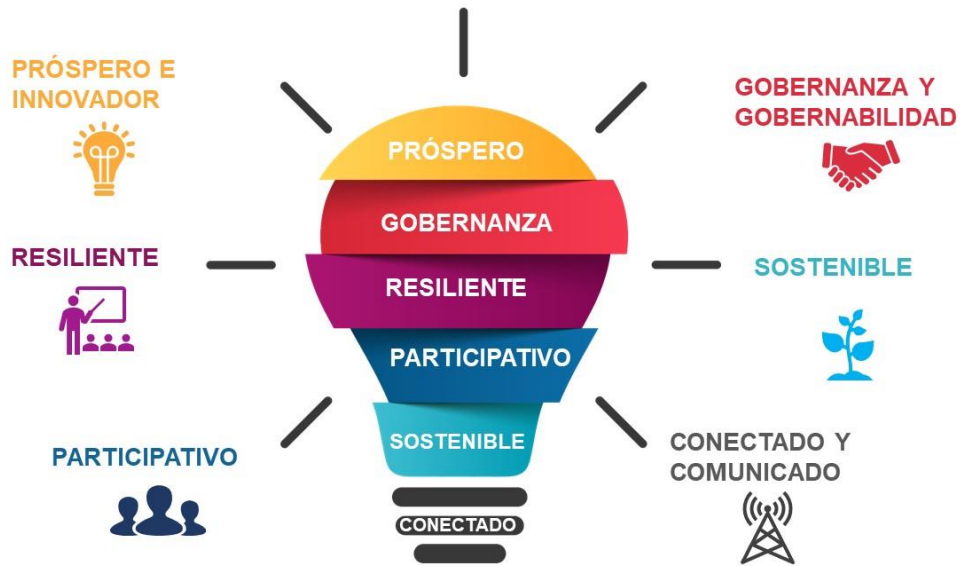 PRÓSPERO E
INNOVADOR
GOBERNANZA Y
GOBERNABILIDAD
PRÓSPERO
GOBERNANZA
RESILIENTE
RESILIENTE
SOSTENIBLE
PARTICIPATIVO
SOSTENIBLE
PARTICIPATIVO
CONECTADO Y
COMUNICADO
CONECTADO